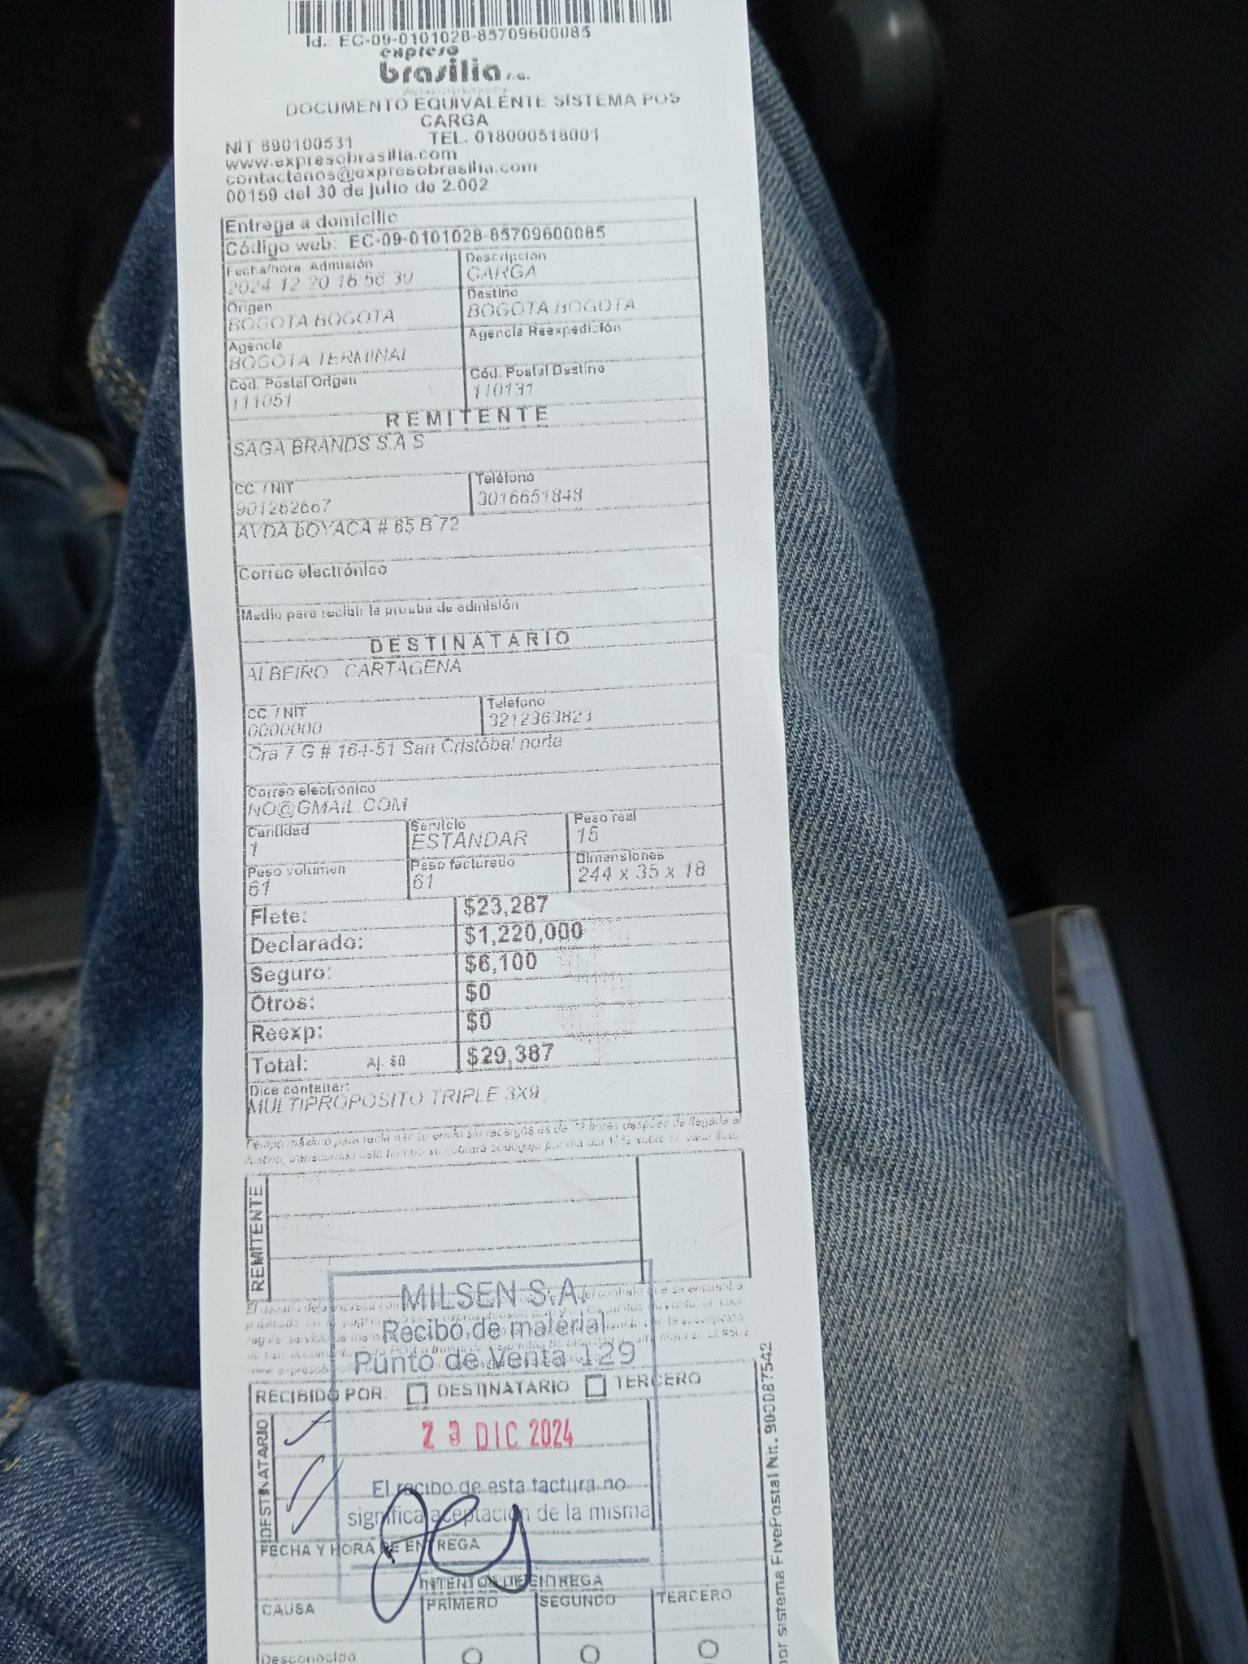 Id.: EC-09-0101028-85709600085
expreso
brasilia s.a.
DOCUMENTO EQUIVALENTE SISTEMA POS
CARGA
NIT 890100531 TEL. 018000518001
www.expresobrasilia.com
contactenos@expresobrasilia.com
00159 del 30 de julio de 2.002
Entrega a domicilio
Código web: EC-09-0101028-85709600085
Fecha/hora Admisión Descripción
2024-12-20 16:56:39 CARGA
Origen Destino
BOGOTA BOGOTA BOGOTA BOGOTA
Agencia Agencia Reexpedición
BOGOTA TERMINAL
Cód. Postal Origen Cód. Postal Destino
111051 110131
REMITENTE
SAGA BRANDS S.A S
CC. / NIT Teléfono
901262667 3016651848
AVDA BOYACA # 65 B 72
Correo electrónico
Medio para recibir la prueba de admisión
DESTINATARIO
ALBEIRO CARTAGENA
CC. / NIT Teléfono
0000000 3212363823
Cra 7 G # 164-51 San Cristóbal norte
Correo electrónico
NO@GMAIL.COM
Cantidad Servicio Peso real
1 ESTANDAR 15
Peso volumen Peso facturado Dimensiones
61 61 244 x 35 x 18
Flete: $23,287
Declarado: $1,220,000
Seguro: $6,100
Otros: $0
Reexp: $0
Total: Aj. $0 $29,387
Dice contener:
MULTIPROPOSITO TRIPLE 3X9
REMITENTE
MILSEN S.A.
Recibo de material
Punto de Venta 129
RECIBIDO POR: DESTINATARIO TERCERO
DESTINATARIO
23 DIC 2024
El recibo de esta factura no
significa aceptación de la misma
FECHA Y HORA DE ENTREGA
INTENTOS DE ENTREGA
CAUSA PRIMERO SEGUNDO TERCERO
Desconocido
por sistema FivePostal Nit. 900087542